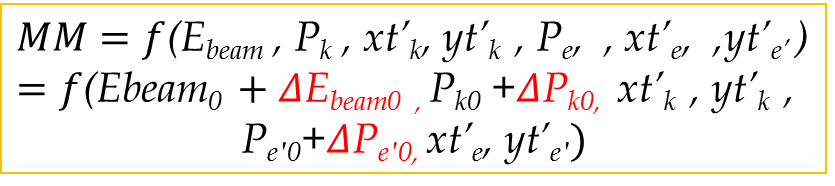 MM = f(E_beam , P_k , xt′_k, yt′_k , P_e, , xt′_e, ,yt′_e′ )
= f(Ebeam_0 + ΔE_beam0 , P_k0 +ΔP_k0, xt′_k , yt′_k ,
P_e'0+ΔP_e'0, xt′_e, yt′_e')